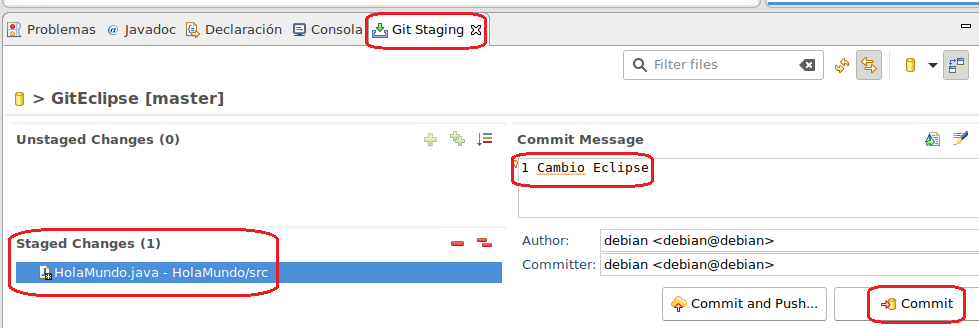 Problemas @ Javadoc Declaración Consola Git Staging
Filter files
> GitEclipse [master]
Unstaged Changes (0)
Commit Message
1 Cambio Eclipse
Staged Changes (1)
HolaMundo.java - HolaMundo/src
Author: debian <debian@debian>
Committer: debian <debian@debian>
Commit and Push... Commit